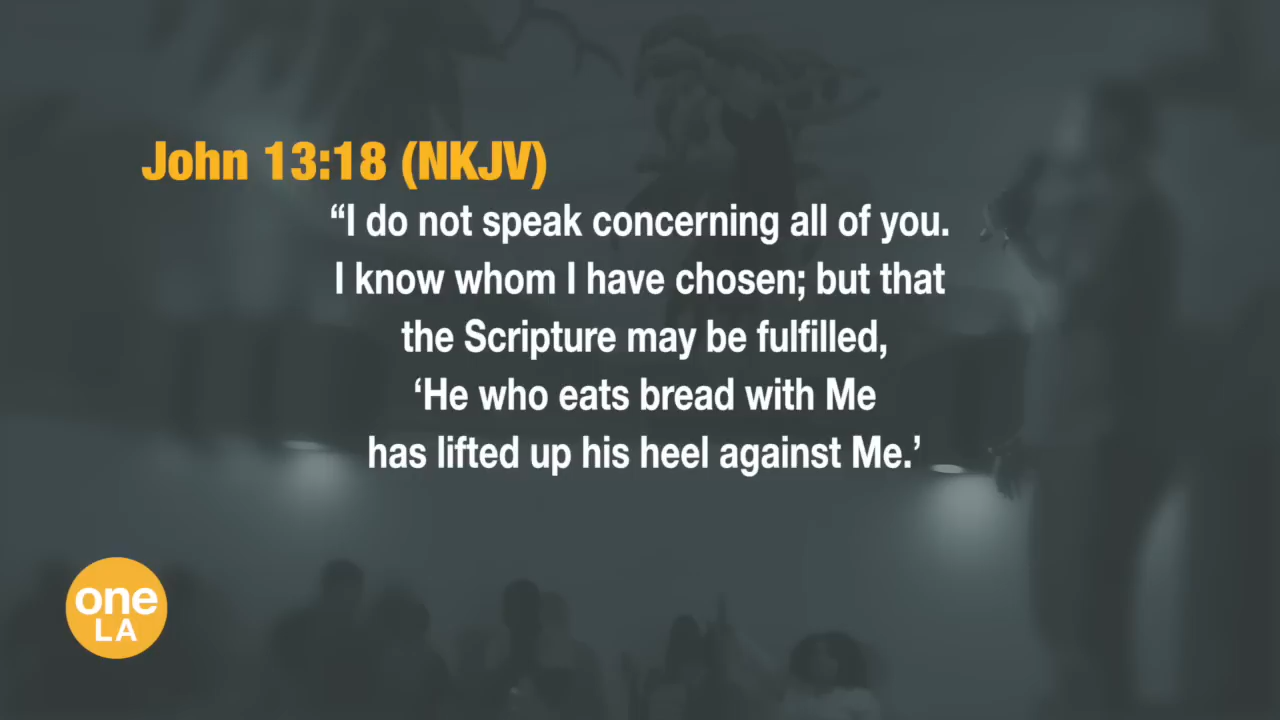 John 13:18 (NKJV)
“I do not speak concerning all of you.
I know whom I have chosen; but that
the Scripture may be fulfilled,
‘He who eats bread with Me
has lifted up his heel against Me.’
one
LA